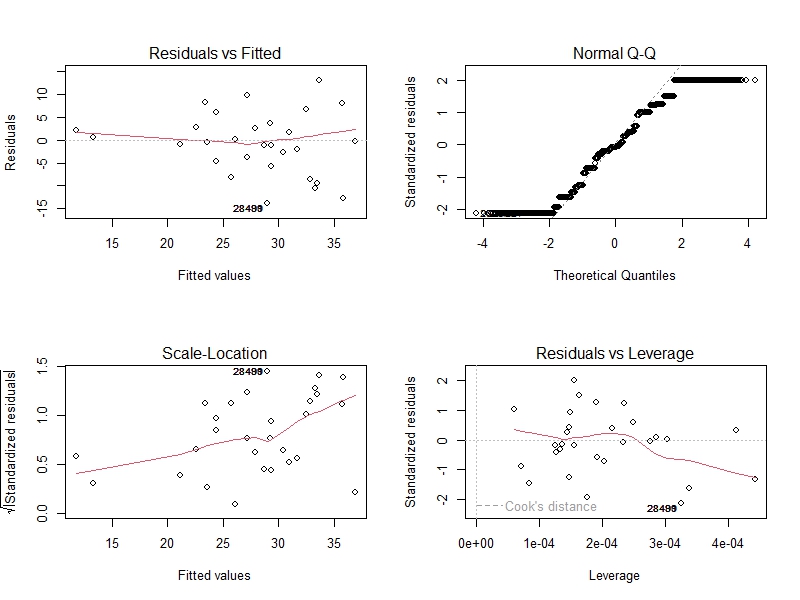 Residuals vs Fitted
Residuals
10
5
0
-5
-15
15
20
25
30
35
Fitted values
Normal Q-Q
Standardized residuals
2
1
0
-1
-2
-4
-2
0
2
4
Theoretical Quantiles
Scale-Location
√|Standardized residuals|
1.5
1.0
0.5
0.0
15
20
25
30
35
Fitted values
Residuals vs Leverage
Standardized residuals
2
1
0
-1
-2
Cook's distance
0e+00
1e-04
2e-04
3e-04
4e-04
Leverage